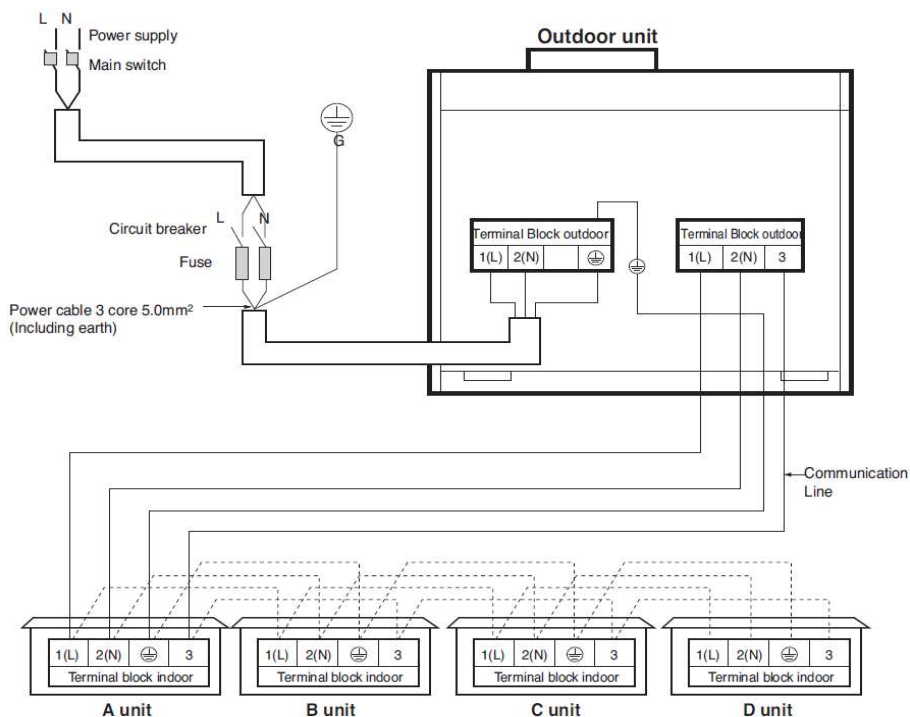 L N
Power supply
Main switch
Outdoor unit
G
L N
Circuit breaker
Fuse
Power cable 3 core 5.0mm²
(Including earth)
Terminal Block outdoor
1(L) 2(N)
Terminal Block outdoor
1(L) 2(N) 3
Communication
Line
1(L) 2(N) 3
Terminal block indoor
A unit
1(L) 2(N) 3
Terminal block indoor
B unit
1(L) 2(N) 3
Terminal block indoor
C unit
1(L) 2(N) 3
Terminal block indoor
D unit